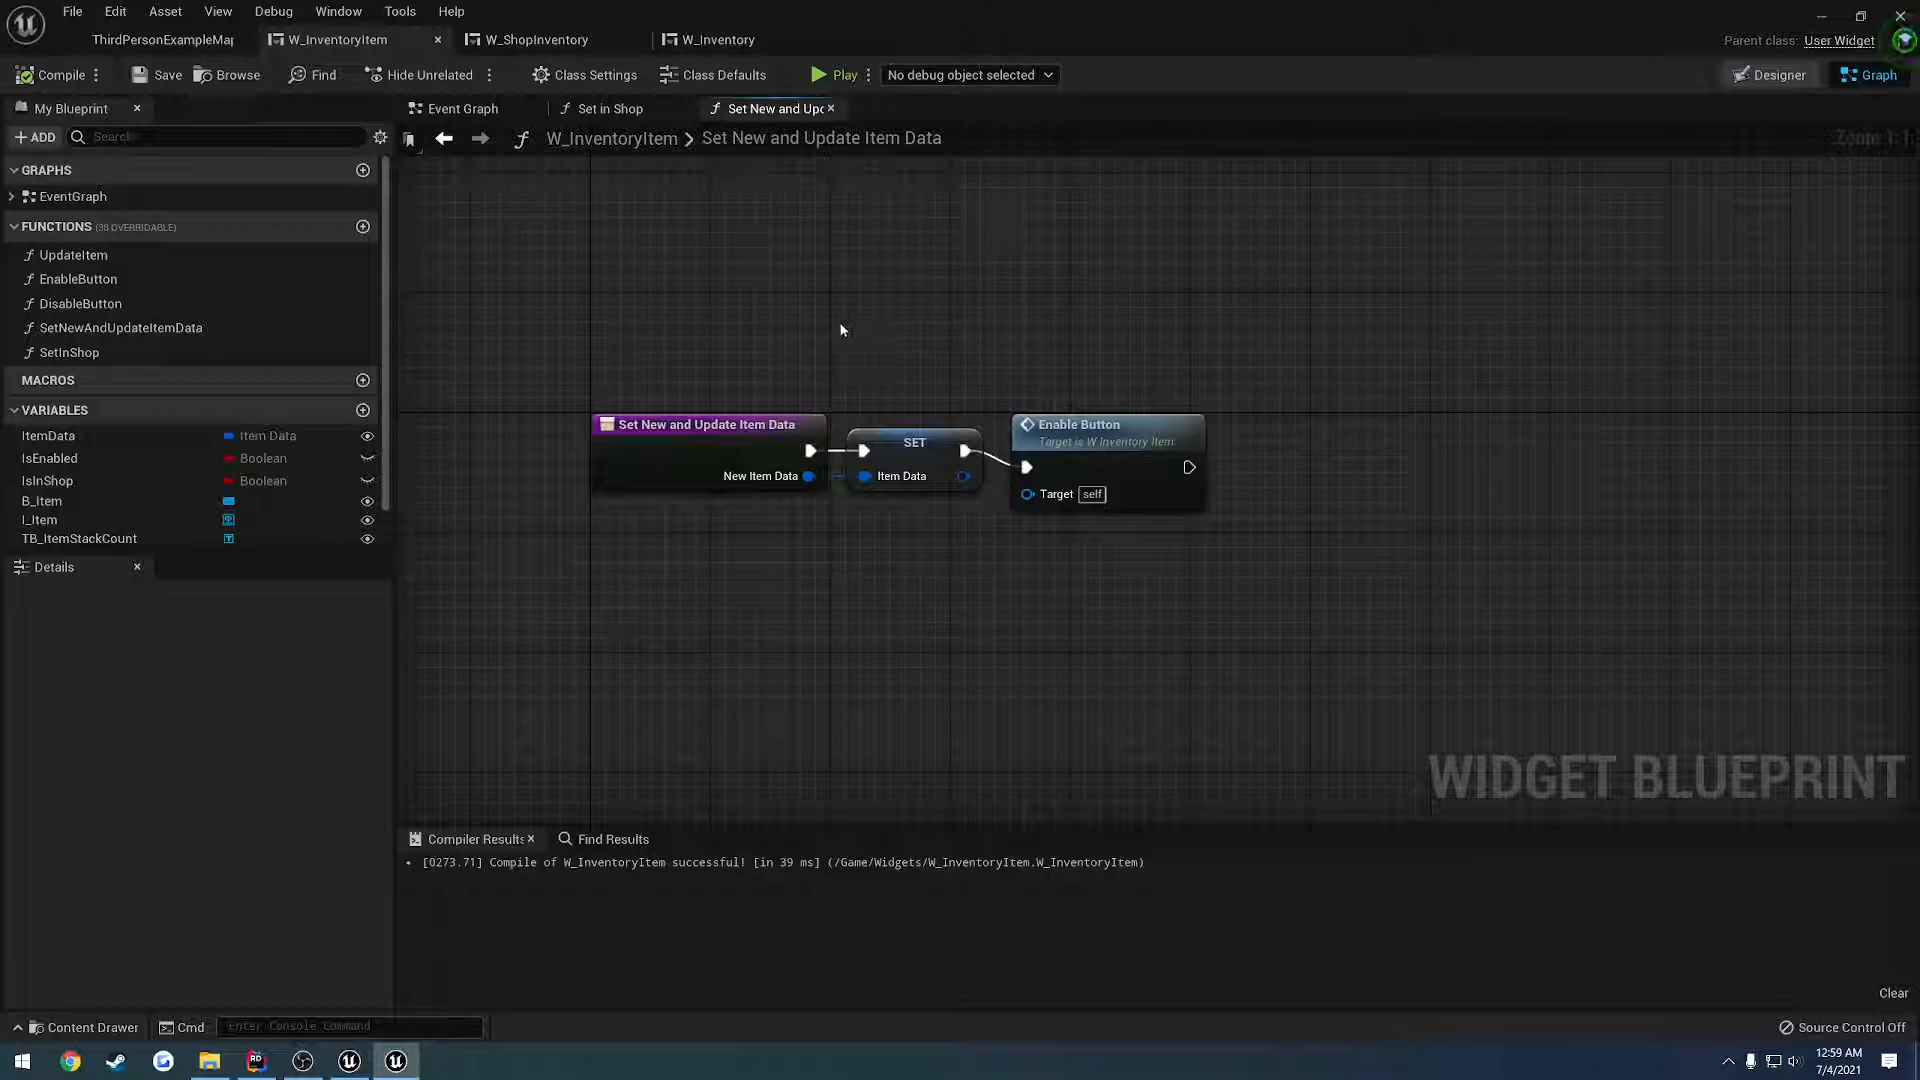 File Edit Asset View Debug Window Tools Help
ThirdPersonExampleMap W_InventoryItem W_ShopInventory W_Inventory
Parent class: User Widget
Compile Save Browse Find Hide Unrelated Class Settings Class Defaults Play No debug object selected Designer Graph
My Blueprint Event Graph Set in Shop Set New and Upd
ADD Search W_InventoryItem Set New and Update Item Data
GRAPHS
EventGraph
FUNCTIONS (38 OVERRIDABLE)
UpdateItem
EnableButton
DisableButton
SetNewAndUpdateItemData
SetInShop
MACROS
VARIABLES
ItemData Item Data
IsEnabled Boolean
IsInShop Boolean
B_Item
I_Item
TB_ItemStackCount
Details
Set New and Update Item Data
New Item Data
SET
Item Data
Enable Button
Target is W Inventory Item
Target self
WIDGET BLUEPRINT
Compiler Results Find Results
[0273.71] Compile of W_InventoryItem successful! [in 39 ms] (/Game/Widgets/W_InventoryItem.W_InventoryItem)
Clear
Content Drawer Cmd Enter Console Command Source Control Off
12:59 AM
7/4/2021